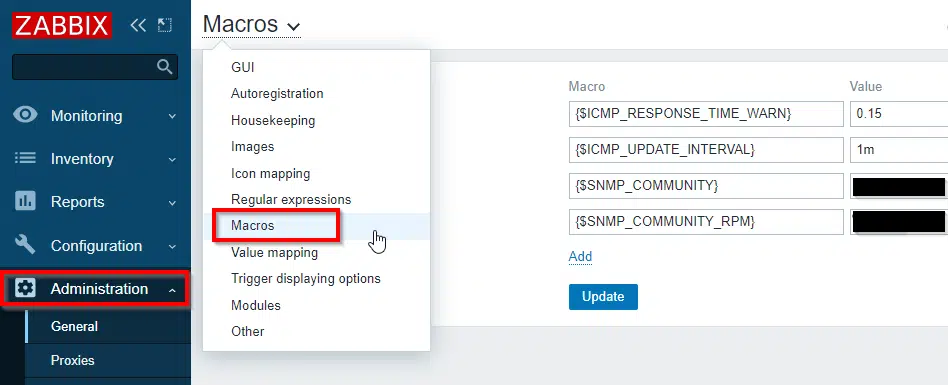 ZABBIX
Monitoring
Inventory
Reports
Configuration
Administration
General
Proxies
Macros
GUI
Autoregistration
Housekeeping
Images
Icon mapping
Regular expressions
Macros
Value mapping
Trigger displaying options
Modules
Other
Macro Value
{$ICMP_RESPONSE_TIME_WARN} 0.15
{$ICMP_UPDATE_INTERVAL} 1m
{$SNMP_COMMUNITY}
{$SNMP_COMMUNITY_RPM}
Add
Update